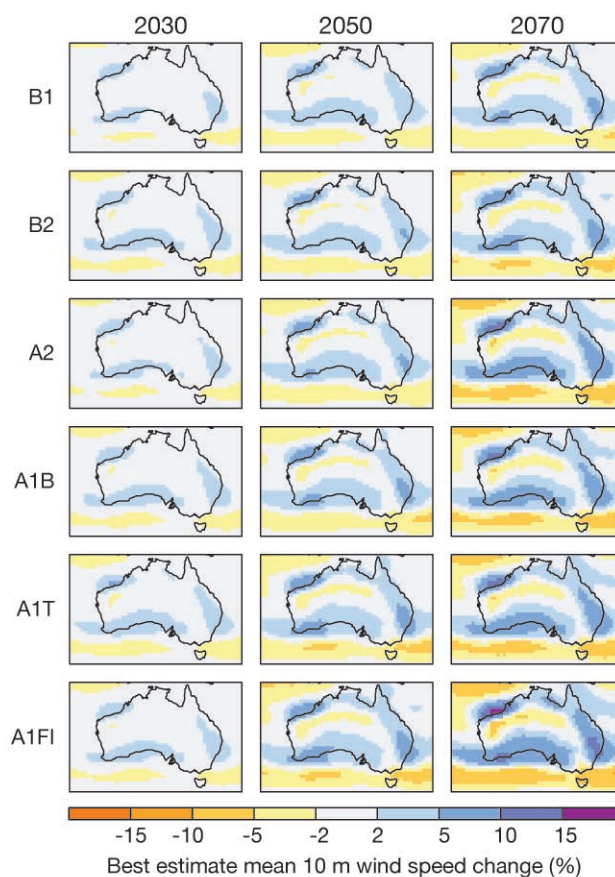 2030 2050 2070
B1
B2
A2
A1B
A1T
A1FI
-15 -10 -5 -2 2 5 10 15
Best estimate mean 10 m wind speed change (%)